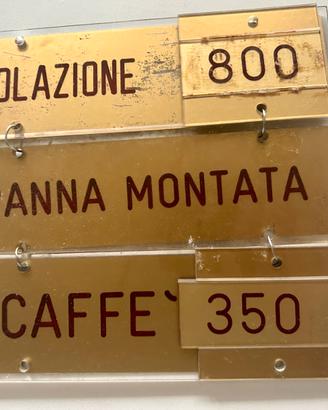 OLAZIONE 800
ANNA MONTATA
CAFFE` 350